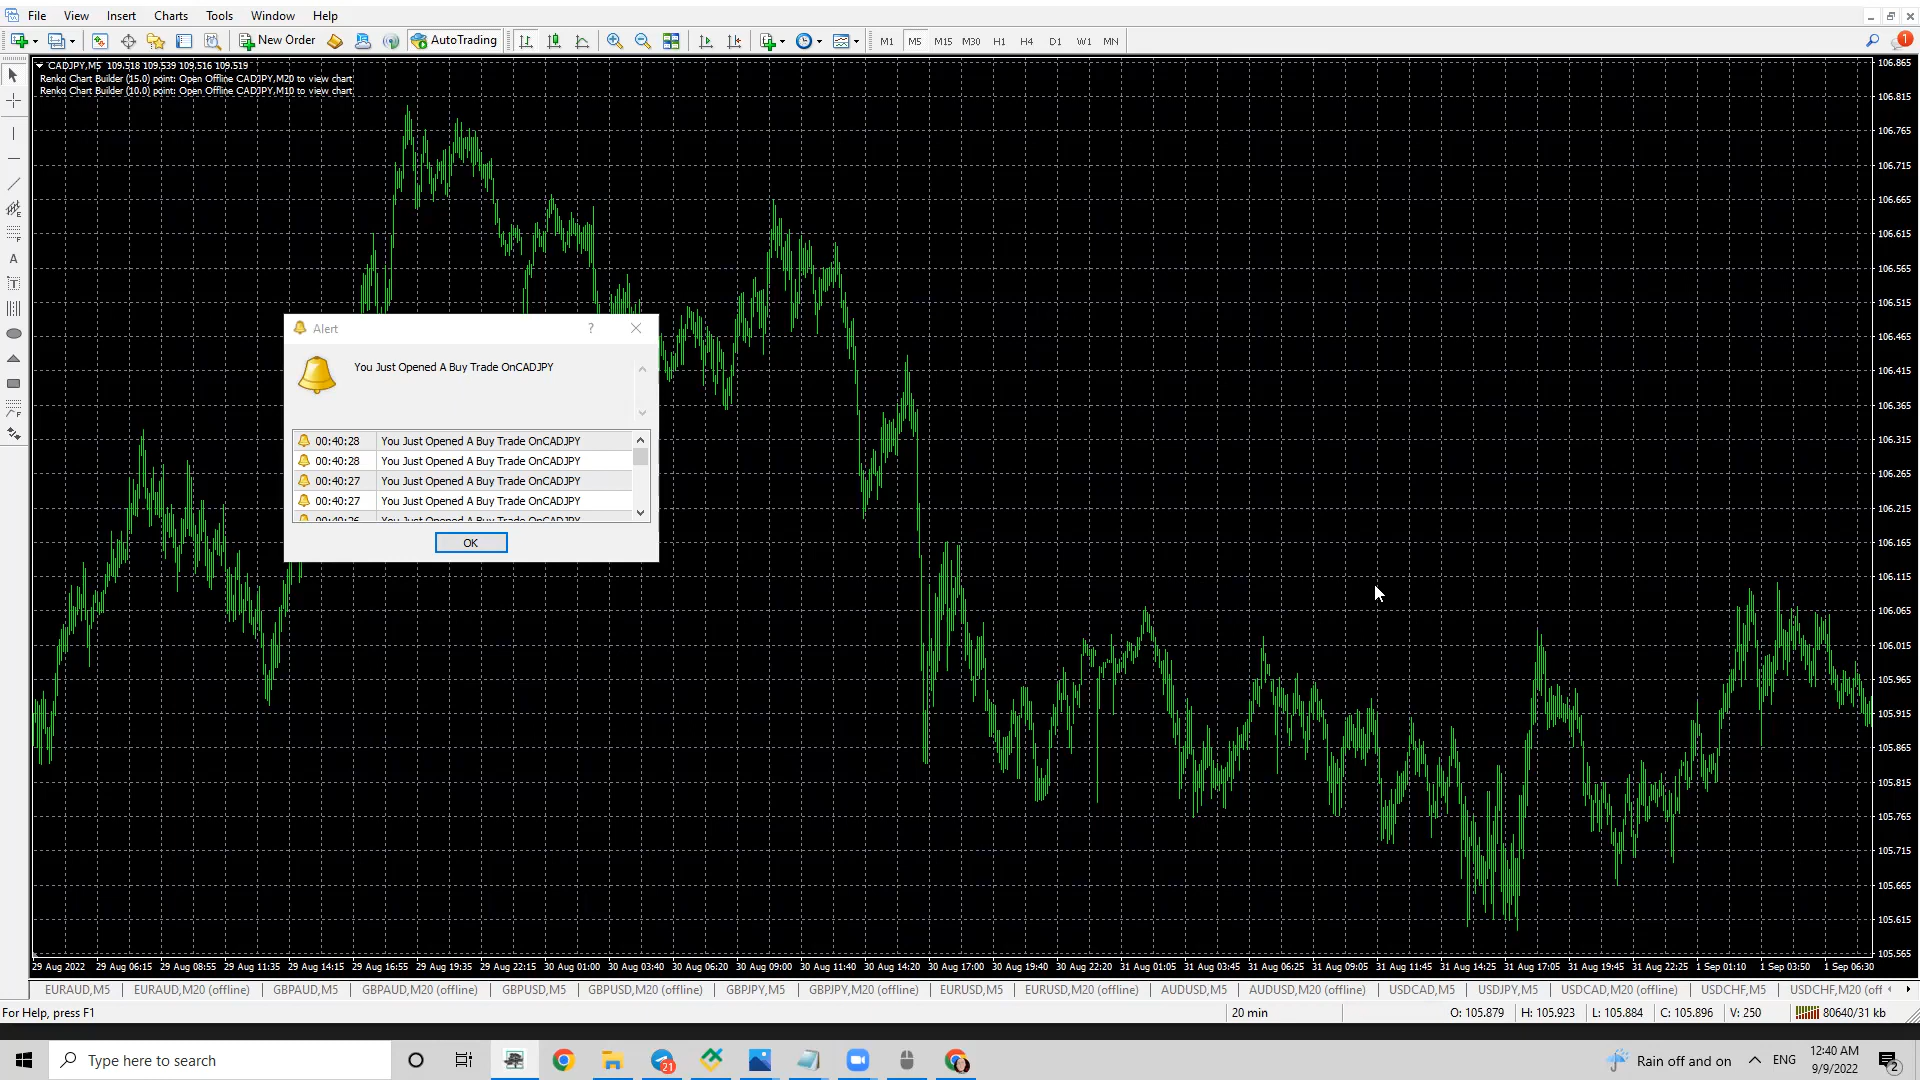 File View Insert Charts Tools Window Help
New Order AutoTrading M1 M5 M15 M30 H1 H4 D1 W1 MN 1
CADJPY,M5 109.518 109.539 109.516 109.519
Renko Chart Builder (15.0) point: Open Offline CADJPY,M20 to view chart
Renko Chart Builder (10.0) point: Open Offline CADJPY,M10 to view chart
106.865
106.815
106.765
106.715
106.665
106.615
106.565
106.515
106.465
106.415
106.365
106.315
106.265
106.215
106.165
106.115
106.065
106.015
105.965
105.915
105.865
105.815
105.765
105.715
105.665
105.615
105.565
Alert ?
You Just Opened A Buy Trade OnCADJPY
00:40:28 You Just Opened A Buy Trade OnCADJPY
00:40:28 You Just Opened A Buy Trade OnCADJPY
00:40:27 You Just Opened A Buy Trade OnCADJPY
00:40:27 You Just Opened A Buy Trade OnCADJPY
00:40:26 You Just Opened A Buy Trade OnCADJPY
OK
29 Aug 2022 29 Aug 06:15 29 Aug 08:55 29 Aug 11:35 29 Aug 14:15 29 Aug 16:55 29 Aug 19:35 29 Aug 22:15 30 Aug 01:00 30 Aug 03:40 30 Aug 06:20 30 Aug 09:00 30 Aug 11:40 30 Aug 14:20 30 Aug 17:00 30 Aug 19:40 30 Aug 22:20 31 Aug 01:05 31 Aug 03:45 31 Aug 06:25 31 Aug 09:05 31 Aug 11:45 31 Aug 14:25 31 Aug 17:05 31 Aug 19:45 31 Aug 22:25 1 Sep 01:10 1 Sep 03:50 1 Sep 06:30
EURAUD,M5 EURAUD,M20 (offline) GBPAUD,M5 GBPAUD,M20 (offline) GBPUSD,M5 GBPUSD,M20 (offline) GBPJPY,M5 GBPJPY,M20 (offline) EURUSD,M5 EURUSD,M20 (offline) AUDUSD,M5 AUDUSD,M20 (offline) USDCAD,M5 USDJPY,M5 USDCAD,M20 (offline) USDCHF,M5 USDCHF,M20 (off
For Help, press F1 20 min O: 105.879 H: 105.923 L: 105.884 C: 105.896 V: 250 80640/31 kb
Type here to search 21 Rain off and on ENG 12:40 AM 2
9/9/2022